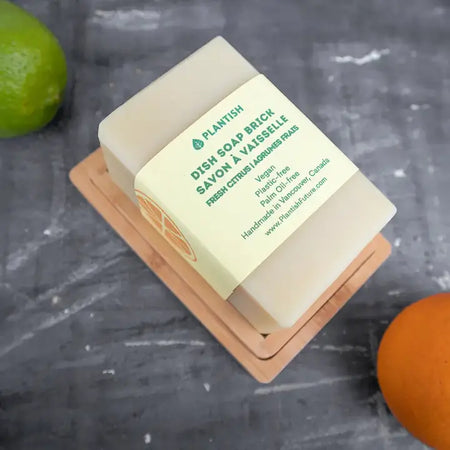 PLANTISH
DISH SOAP BRICK
SAVON À VAISSELLE
FRESH CITRUS | AGRUMES FRAIS
Vegan
Plastic-free
Palm Oil-free
Handmade in Vancouver, Canada
www.PlantishFuture.com